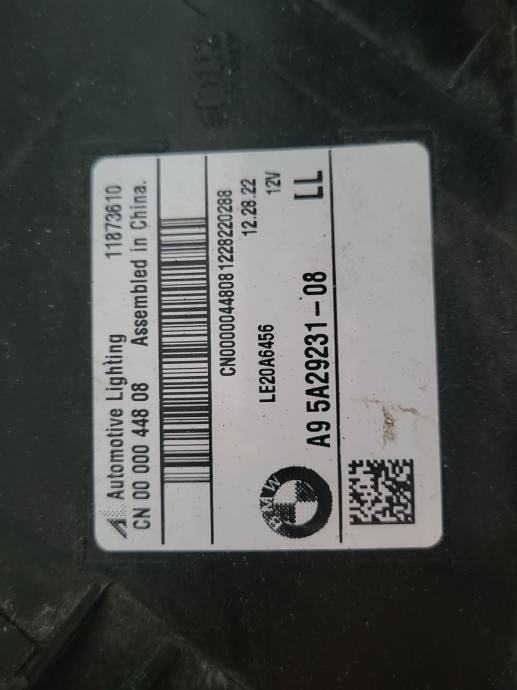 Automotive Lighting 11873610
CN 00 000 448 08 Assembled in China.
CN00000448081228220288
12.28.22
LE20A6456 12V
BMW
A9 5A29231-08 LL